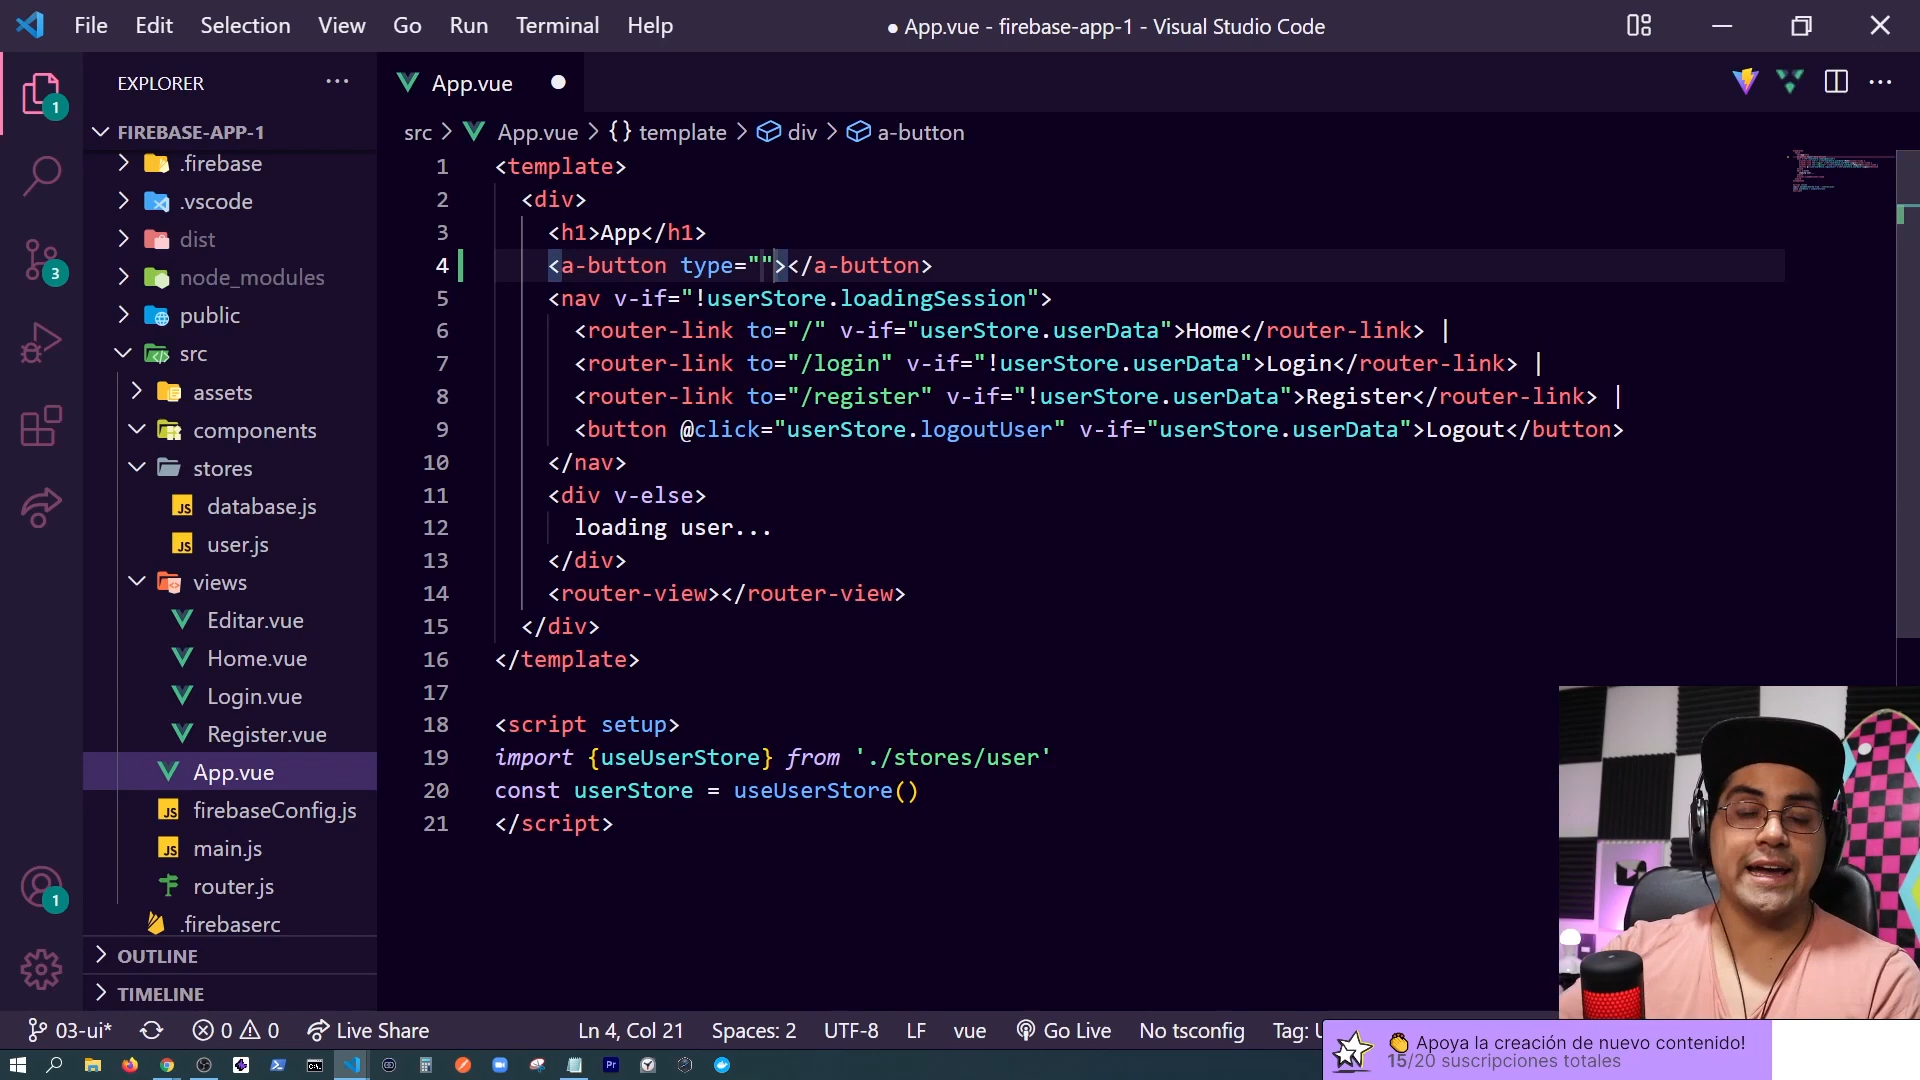 File Edit Selection View Go Run Terminal Help
● App.vue - firebase-app-1 - Visual Studio Code
EXPLORER ···
App.vue ●
FIREBASE-APP-1
.firebase
.vscode
dist
node_modules
public
src
assets
components
stores
database.js
user.js
views
Editar.vue
Home.vue
Login.vue
Register.vue
App.vue
firebaseConfig.js
main.js
router.js
.firebaserc
OUTLINE
TIMELINE
1
3
1
src > App.vue > {} template > div > a-button
1 <template>
2 <div>
3 <h1>App</h1>
4 <a-button type=""></a-button>
5 <nav v-if="!userStore.loadingSession">
6 <router-link to="/" v-if="userStore.userData">Home</router-link> |
7 <router-link to="/login" v-if="!userStore.userData">Login</router-link> |
8 <router-link to="/register" v-if="!userStore.userData">Register</router-link> |
9 <button @click="userStore.logoutUser" v-if="userStore.userData">Logout</button>
10 </nav>
11 <div v-else>
12 loading user...
13 </div>
14 <router-view></router-view>
15 </div>
16 </template>
17
18 <script setup>
19 import {useUserStore} from './stores/user'
20 const userStore = useUserStore()
21 </script>
03-ui* 0 0 Live Share Ln 4, Col 21 Spaces: 2 UTF-8 LF vue Go Live No tsconfig Tag:
👏 Apoya la creación de nuevo contenido!
15/20 suscripciones totales